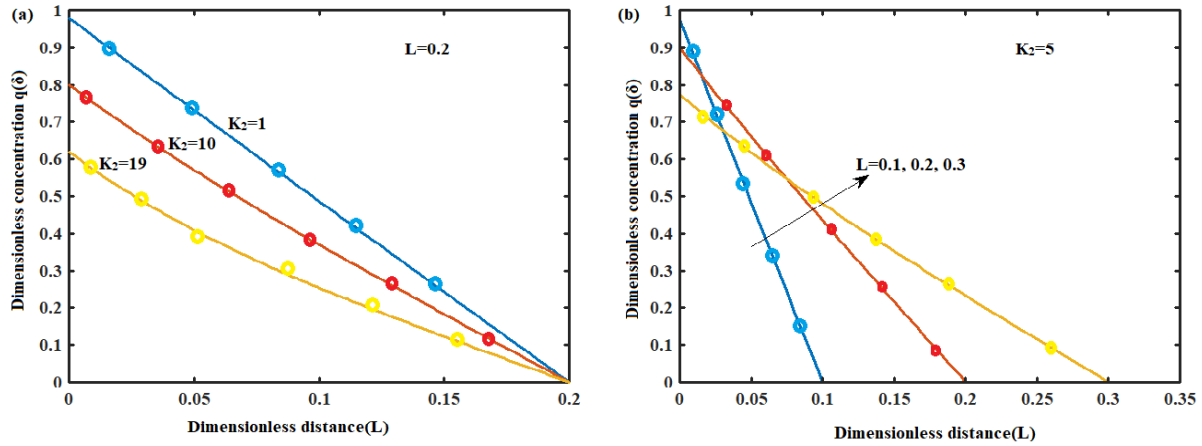 (a)
L=0.2
K₂=1
K₂=10
K₂=19
Dimensionless concentration q(δ)
1
0.9
0.8
0.7
0.6
0.5
0.4
0.3
0.2
0.1
0
0 0.05 0.1 0.15 0.2
Dimensionless distance(L)
(b)
K₂=5
L=0.1, 0.2, 0.3
Dimensionless concentration q(δ)
1
0.9
0.8
0.7
0.6
0.5
0.4
0.3
0.2
0.1
0
0 0.05 0.1 0.15 0.2 0.25 0.3 0.35
Dimensionless distance(L)